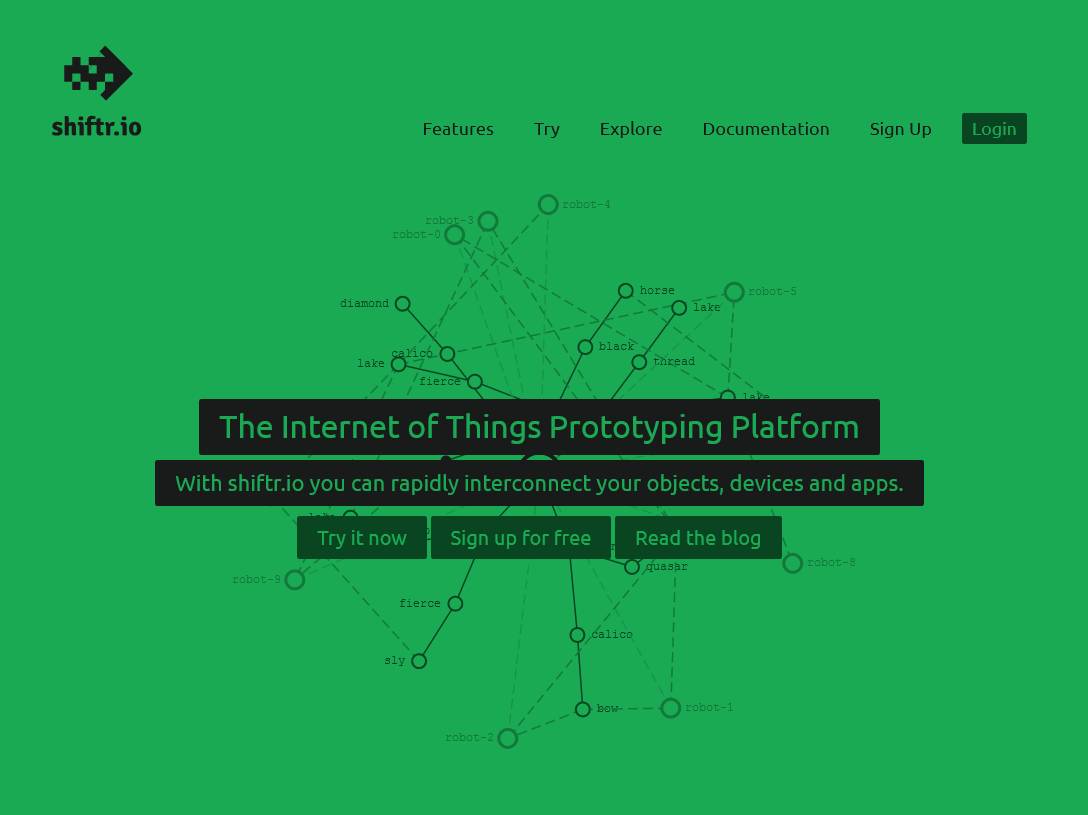 shiftr.io
Features Try Explore Documentation Sign Up Login
robot-4
robot-3
robot-0
horse robot-5
diamond lake
black
calico
lake thread
fierce
lake
The Internet of Things Prototyping Platform
With shiftr.io you can rapidly interconnect your objects, devices and apps.
Try it now Sign up for free Read the blog
robot-8
quasar
robot-9
fierce
calico
sly
bow robot-1
robot-2